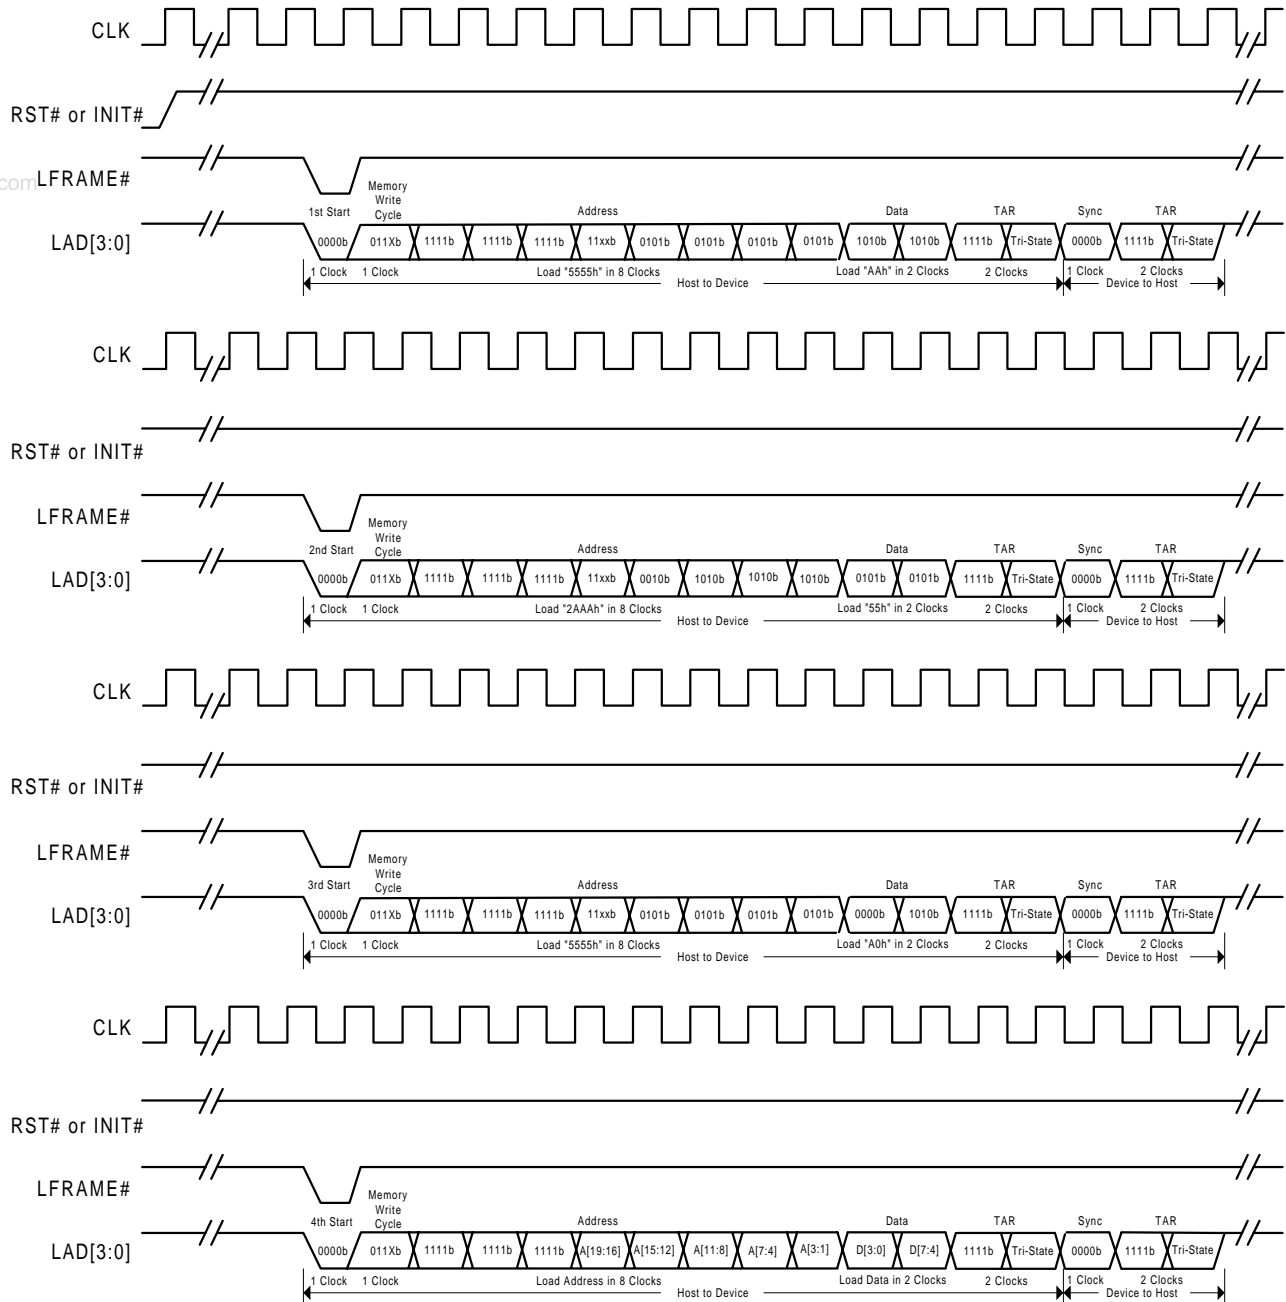 CLK
RST# or INIT#
com
LFRAME#
Memory
Write
Cycle
1st Start
Address
Data
TAR
Sync
TAR
LAD[3:0]
0000b 011Xb 1111b 1111b 1111b 11xxb 0101b 0101b 0101b 0101b 1010b 1010b 1111b Tri-State 0000b 1111b Tri-State
1 Clock 1 Clock Load "5555h" in 8 Clocks Load "AAh" in 2 Clocks 2 Clocks 1 Clock 2 Clocks
Host to Device Device to Host
CLK
RST# or INIT#
LFRAME#
Memory
Write
Cycle
2nd Start
Address
Data
TAR
Sync
TAR
LAD[3:0]
0000b 011Xb 1111b 1111b 1111b 11xxb 0010b 1010b 1010b 1010b 0101b 0101b 1111b Tri-State 0000b 1111b Tri-State
1 Clock 1 Clock Load "2AAAh" in 8 Clocks Load "55h" in 2 Clocks 2 Clocks 1 Clock 2 Clocks
Host to Device Device to Host
CLK
RST# or INIT#
LFRAME#
Memory
Write
Cycle
3rd Start
Address
Data
TAR
Sync
TAR
LAD[3:0]
0000b 011Xb 1111b 1111b 1111b 11xxb 0101b 0101b 0101b 0101b 0000b 1010b 1111b Tri-State 0000b 1111b Tri-State
1 Clock 1 Clock Load "5555h" in 8 Clocks Load "A0h" in 2 Clocks 2 Clocks 1 Clock 2 Clocks
Host to Device Device to Host
CLK
RST# or INIT#
LFRAME#
Memory
Write
Cycle
4th Start
Address
Data
TAR
Sync
TAR
LAD[3:0]
0000b 011Xb 1111b 1111b 1111b A[19:16] A[15:12] A[11:8] A[7:4] A[3:1] D[3:0] D[7:4] 1111b Tri-State 0000b 1111b Tri-State
1 Clock 1 Clock Load Address in 8 Clocks Load Data in 2 Clocks 2 Clocks 1 Clock 2 Clocks
Host to Device Device to Host